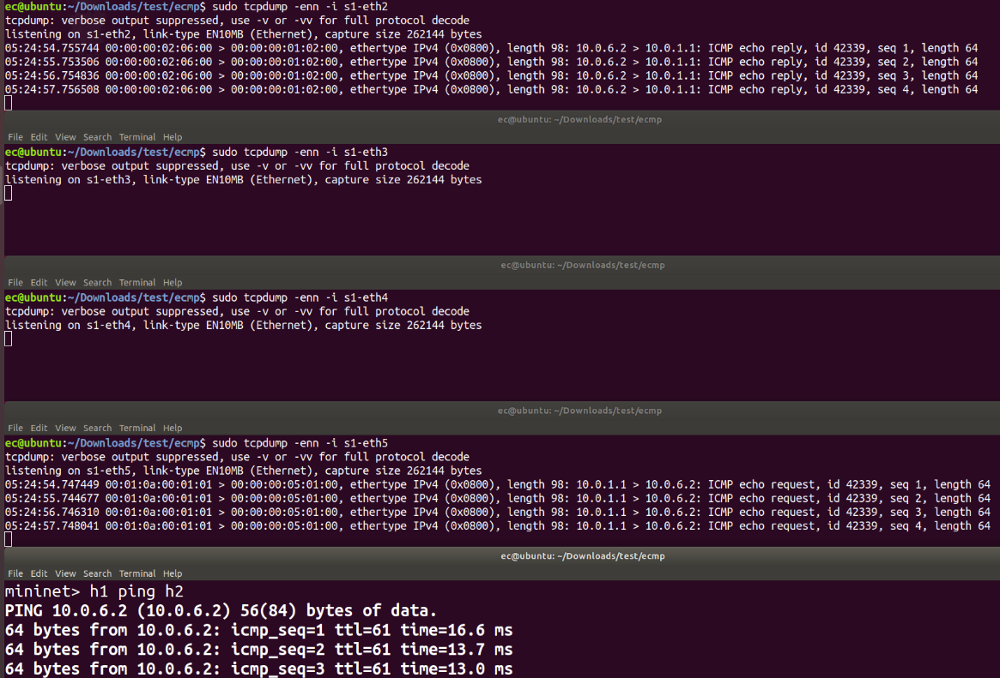 ec@ubuntu:~/Downloads/test/ecmp$ sudo tcpdump -enn -i s1-eth2
tcpdump: verbose output suppressed, use -v or -vv for full protocol decode
listening on s1-eth2, link-type EN10MB (Ethernet), capture size 262144 bytes
05:24:54.755744 00:00:00:02:06:00 > 00:00:00:01:02:00, ethertype IPv4 (0x0800), length 98: 10.0.6.2 > 10.0.1.1: ICMP echo reply, id 42339, seq 1, length 64
05:24:55.753506 00:00:00:02:06:00 > 00:00:00:01:02:00, ethertype IPv4 (0x0800), length 98: 10.0.6.2 > 10.0.1.1: ICMP echo reply, id 42339, seq 2, length 64
05:24:56.754836 00:00:00:02:06:00 > 00:00:00:01:02:00, ethertype IPv4 (0x0800), length 98: 10.0.6.2 > 10.0.1.1: ICMP echo reply, id 42339, seq 3, length 64
05:24:57.756508 00:00:00:02:06:00 > 00:00:00:01:02:00, ethertype IPv4 (0x0800), length 98: 10.0.6.2 > 10.0.1.1: ICMP echo reply, id 42339, seq 4, length 64
ec@ubuntu: ~/Downloads/test/ecmp
File Edit View Search Terminal Help
ec@ubuntu:~/Downloads/test/ecmp$ sudo tcpdump -enn -i s1-eth3
tcpdump: verbose output suppressed, use -v or -vv for full protocol decode
listening on s1-eth3, link-type EN10MB (Ethernet), capture size 262144 bytes
ec@ubuntu: ~/Downloads/test/ecmp
File Edit View Search Terminal Help
ec@ubuntu:~/Downloads/test/ecmp$ sudo tcpdump -enn -i s1-eth4
tcpdump: verbose output suppressed, use -v or -vv for full protocol decode
listening on s1-eth4, link-type EN10MB (Ethernet), capture size 262144 bytes
ec@ubuntu: ~/Downloads/test/ecmp
File Edit View Search Terminal Help
ec@ubuntu:~/Downloads/test/ecmp$ sudo tcpdump -enn -i s1-eth5
tcpdump: verbose output suppressed, use -v or -vv for full protocol decode
listening on s1-eth5, link-type EN10MB (Ethernet), capture size 262144 bytes
05:24:54.747449 00:01:0a:00:01:01 > 00:00:00:05:01:00, ethertype IPv4 (0x0800), length 98: 10.0.1.1 > 10.0.6.2: ICMP echo request, id 42339, seq 1, length 64
05:24:55.744677 00:01:0a:00:01:01 > 00:00:00:05:01:00, ethertype IPv4 (0x0800), length 98: 10.0.1.1 > 10.0.6.2: ICMP echo request, id 42339, seq 2, length 64
05:24:56.746310 00:01:0a:00:01:01 > 00:00:00:05:01:00, ethertype IPv4 (0x0800), length 98: 10.0.1.1 > 10.0.6.2: ICMP echo request, id 42339, seq 3, length 64
05:24:57.748041 00:01:0a:00:01:01 > 00:00:00:05:01:00, ethertype IPv4 (0x0800), length 98: 10.0.1.1 > 10.0.6.2: ICMP echo request, id 42339, seq 4, length 64
ec@ubuntu: ~/Downloads/test/ecmp
File Edit View Search Terminal Help
mininet> h1 ping h2
PING 10.0.6.2 (10.0.6.2) 56(84) bytes of data.
64 bytes from 10.0.6.2: icmp_seq=1 ttl=61 time=16.6 ms
64 bytes from 10.0.6.2: icmp_seq=2 ttl=61 time=13.7 ms
64 bytes from 10.0.6.2: icmp_seq=3 ttl=61 time=13.0 ms